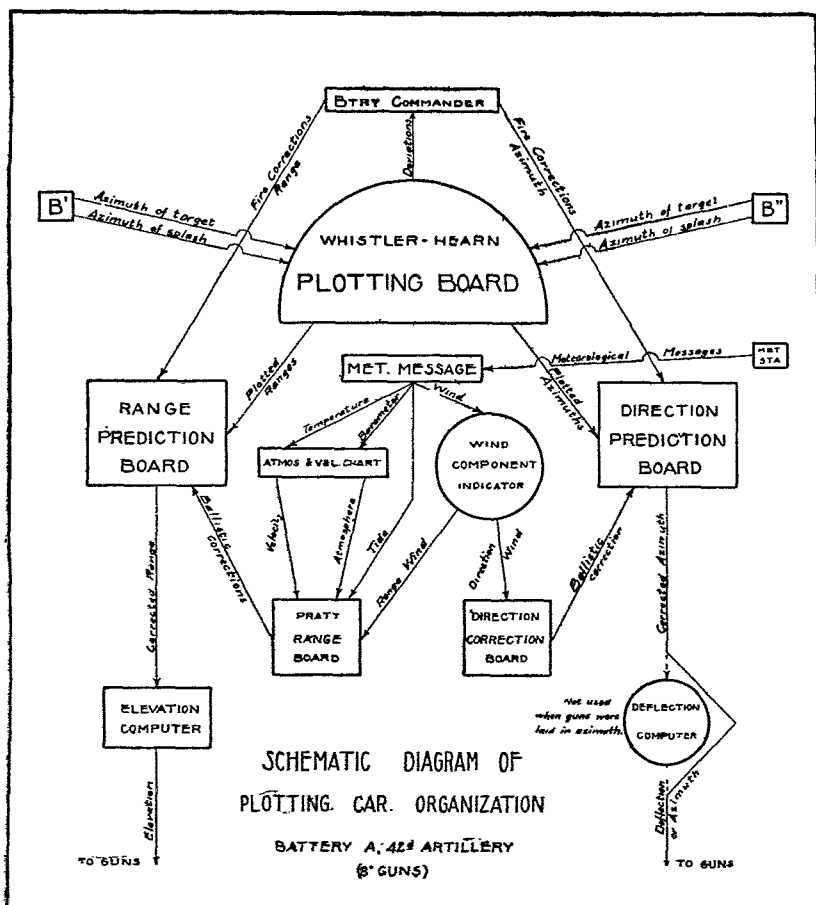 BTRY COMMANDER
Fire Corrections
Range
Deviations
Fire Corrections
Azimuth
B'
Azimuth of target
Azimuth of splash
B"
Azimuth of target
Azimuth of splash
WHISTLER-HEARN
PLOTTING BOARD
Plotted
Ranges
MET. MESSAGE
Meteorological Messages
MET
STA
Plotted
Azimuths
RANGE
PREDICTION
BOARD
Temperature
Barometer
Wind
ATMOS & VEL. CHART
WIND
COMPONENT
INDICATOR
DIRECTION
PREDICTION
BOARD
Ballistic
Corrections
Velocity
Atmosphere
Tide
Range Wind
Direction
Wind
Ballistic
correction
Corrected Range
Corrected Azimuth
PRATT
RANGE
BOARD
DIRECTION
CORRECTION
BOARD
ELEVATION
COMPUTER
Not used
when guns were
laid in azimuth.
DEFLECTION
COMPUTER
Elevation
Deflection
or Azimuth
SCHEMATIC DIAGRAM OF
PLOTTING. CAR. ORGANIZATION
BATTERY A, 42d ARTILLERY
(8" GUNS)
TO GUNS
TO GUNS